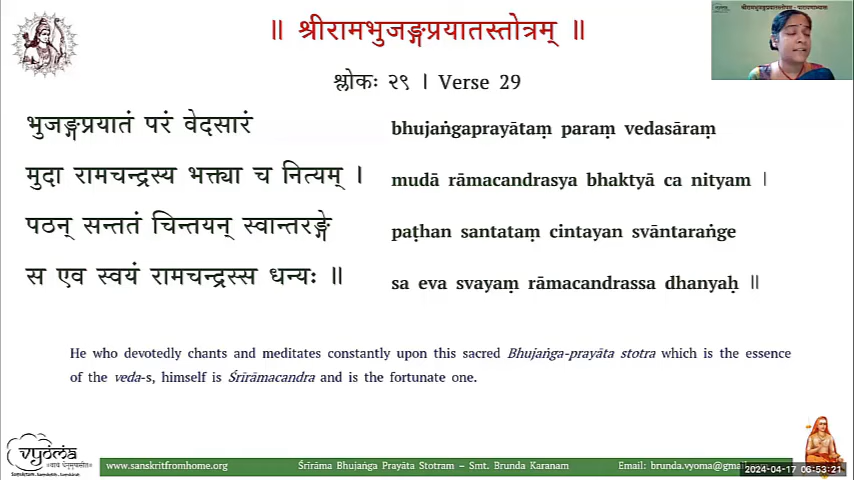 ॥ श्रीरामभुजङ्गप्रयातस्तोत्रम् ॥
श्लोकः २९ । Verse 29
भुजङ्गप्रयातं परं वेदसारं
मुदा रामचन्द्रस्य भक्त्या च नित्यम् ।
पठन् सन्ततं चिन्तयन् स्वान्तरङ्गे
स एव स्वयं रामचन्द्रस्स धन्यः ॥
bhujaṅgaprayātaṃ paraṃ vedasāraṃ
mudā rāmacandrasya bhaktyā ca nityam |
paṭhan santataṃ cintayan svāntaraṅge
sa eva svayaṃ rāmacandrassa dhanyaḥ ॥
He who devotedly chants and meditates constantly upon this sacred Bhujaṅga-prayāta stotra which is the essence
of the veda-s, himself is Śrīrāmacandra and is the fortunate one.
vyoma
www.sanskritfromhome.org
Śrīrāma Bhujaṅga Prayāta Stotram – Smt. Brunda Karanam
Email: brunda.vyoma@gmail
2024-04-17 06:53:21